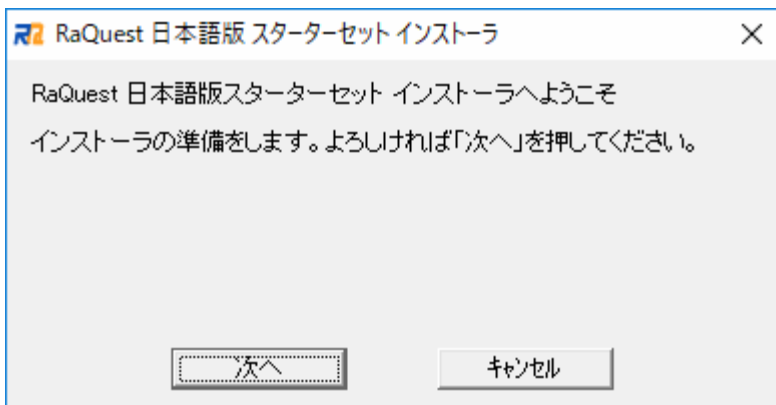 RaQuest 日本語版 スターターセット インストーラ
RaQuest 日本語版スターターセット インストーラへようこそ
インストーラの準備をします。よろしければ「次へ」を押してください。
次へ キャンセル